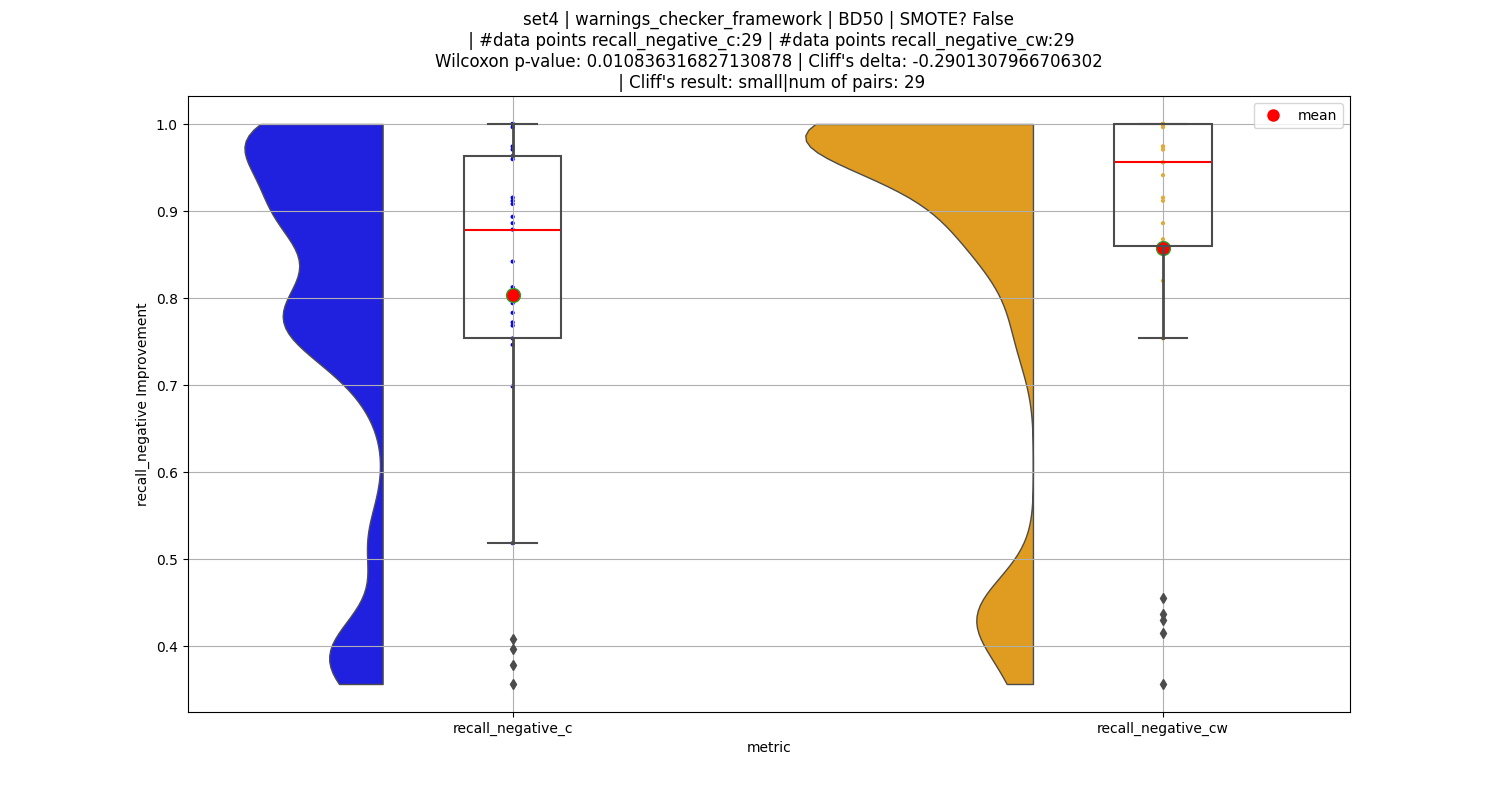 set4 | warnings_checker_framework | BD50 | SMOTE? False
| #data points recall_negative_c:29 | #data points recall_negative_cw:29
Wilcoxon p-value: 0.010836316827130878 | Cliff's delta: -0.2901307966706302
| Cliff's result: small|num of pairs: 29
mean
1.0
0.9
0.8
0.7
0.6
0.5
0.4
recall_negative Improvement
recall_negative_c
recall_negative_cw
metric